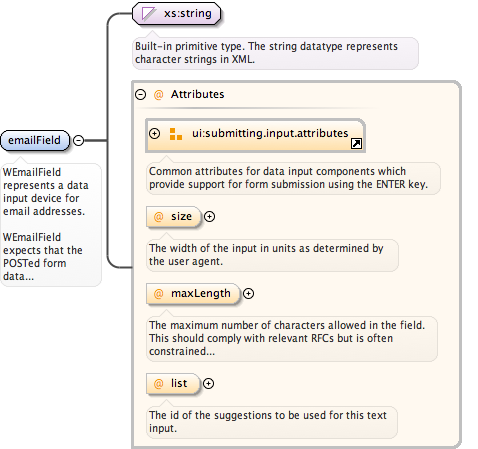 xs:string
Built-in primitive type. The string datatype represents
character strings in XML.
@ Attributes
emailField
WEmailField
represents a data
input device for
email addresses.
WEmailField
expects that the
POSTed form
data...
ui:submitting.input.attributes
Common attributes for data input components which
provide support for form submission using the ENTER key.
@ size
The width of the input in units as determined by
the user agent.
@ maxLength
The maximum number of characters allowed in the field.
This should comply with relevant RFCs but is often
constrained...
@ list
The id of the suggestions to be used for this text
input.